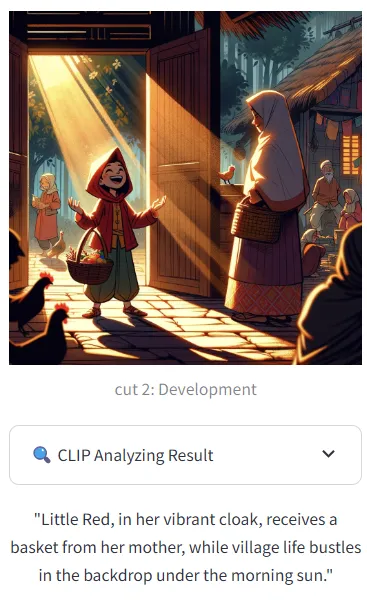 cut 2: Development
CLIP Analyzing Result
"Little Red, in her vibrant cloak, receives a
basket from her mother, while village life bustles
in the backdrop under the morning sun."